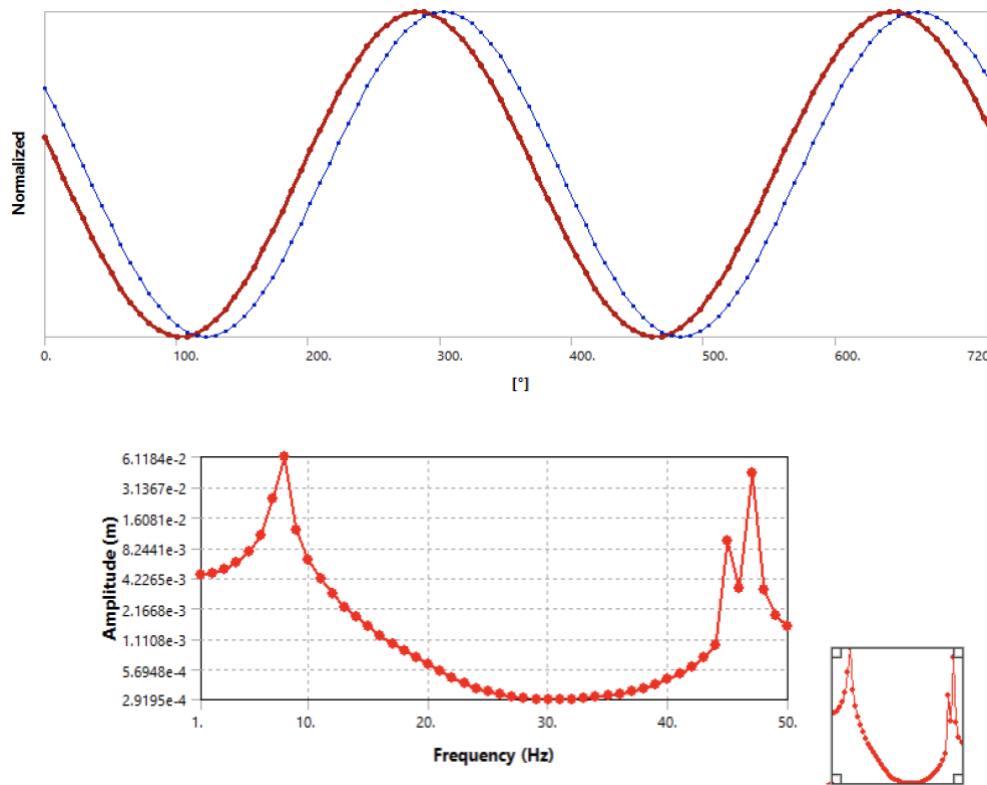 Normalized
0. 100. 200. 300. 400. 500. 600. 720
[°]
6.1184e-2
3.1367e-2
1.6081e-2
8.2441e-3
4.2265e-3
2.1668e-3
1.1108e-3
5.6948e-4
2.9195e-4
Amplitude (m)
1. 10. 20. 30. 40. 50.
Frequency (Hz)